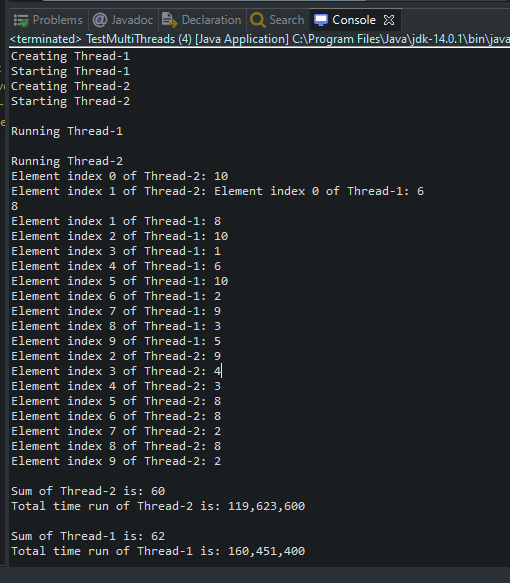 Problems @ Javadoc Declaration Search Console
<terminated> TestMultiThreads (4) [Java Application] C:\Program Files\Java\jdk-14.0.1\bin\java
Creating Thread-1
Starting Thread-1
Creating Thread-2
Starting Thread-2
Running Thread-1
Running Thread-2
Element index 0 of Thread-2: 10
Element index 1 of Thread-2: Element index 0 of Thread-1: 6
8
Element index 1 of Thread-1: 8
Element index 2 of Thread-1: 10
Element index 3 of Thread-1: 1
Element index 4 of Thread-1: 6
Element index 5 of Thread-1: 10
Element index 6 of Thread-1: 2
Element index 7 of Thread-1: 9
Element index 8 of Thread-1: 3
Element index 9 of Thread-1: 5
Element index 2 of Thread-2: 9
Element index 3 of Thread-2: 4
Element index 4 of Thread-2: 3
Element index 5 of Thread-2: 8
Element index 6 of Thread-2: 8
Element index 7 of Thread-2: 2
Element index 8 of Thread-2: 8
Element index 9 of Thread-2: 2
Sum of Thread-2 is: 60
Total time run of Thread-2 is: 119,623,600
Sum of Thread-1 is: 62
Total time run of Thread-1 is: 160,451,400